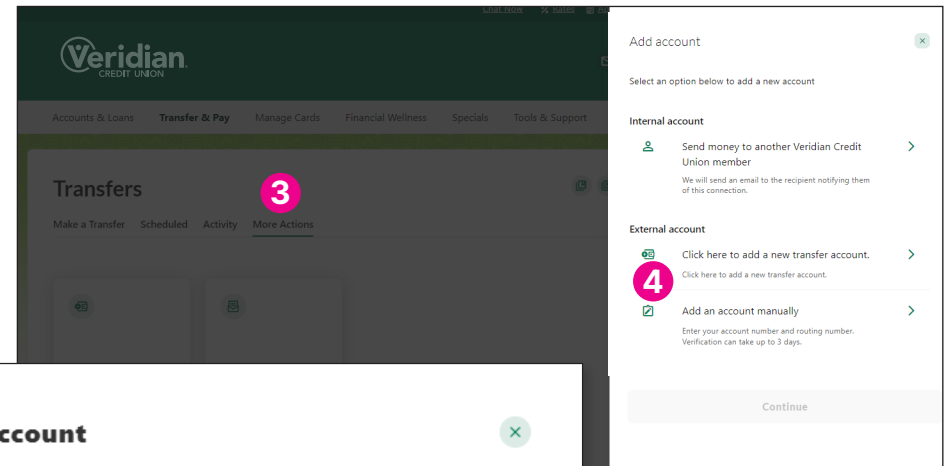 Chat Now Rates
Veridian
CREDIT UNION
Accounts & Loans Transfer & Pay Manage Cards Financial Wellness Specials Tools & Support
Transfers
3
Make a Transfer Scheduled Activity More Actions
Add account
Select an option below to add a new account
Internal account
Send money to another Veridian Credit
Union member
We will send an email to the recipient notifying them
of this connection.
External account
Click here to add a new transfer account.
Click here to add a new transfer account.
4
Add an account manually
Enter your account number and routing number.
Verification can take up to 3 days.
Continue
ccount